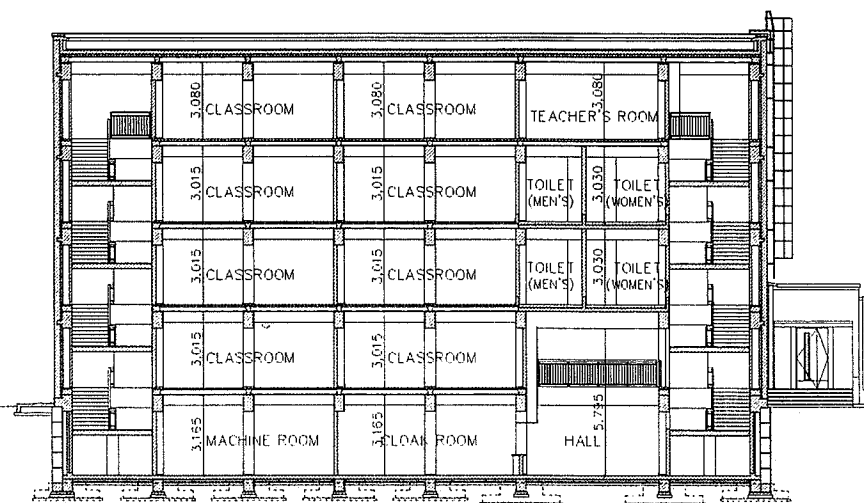 3,080 CLASSROOM 3,080 CLASSROOM 3,080 TEACHER'S ROOM
3,015 CLASSROOM 3,015 CLASSROOM TOILET (MEN'S) 3,030 TOILET (WOMEN'S)
3,015 CLASSROOM 3,015 CLASSROOM TOILET (MEN'S) 3,030 TOILET (WOMEN'S)
3,015 CLASSROOM 3,015 CLASSROOM
3,165 MACHINE ROOM 3,165 CLOAK ROOM 5.795 HALL